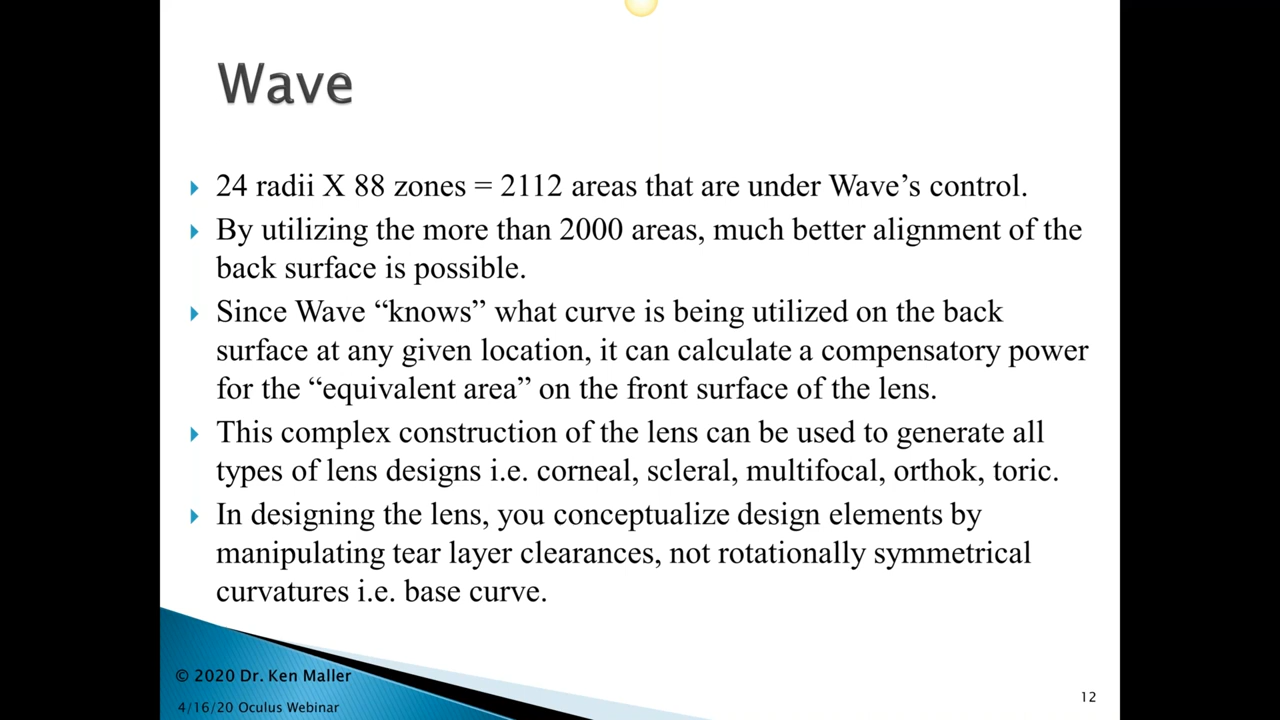 Wave
24 radii X 88 zones = 2112 areas that are under Wave’s control.
By utilizing the more than 2000 areas, much better alignment of the
back surface is possible.
Since Wave “knows” what curve is being utilized on the back
surface at any given location, it can calculate a compensatory power
for the “equivalent area” on the front surface of the lens.
This complex construction of the lens can be used to generate all
types of lens designs i.e. corneal, scleral, multifocal, orthok, toric.
In designing the lens, you conceptualize design elements by
manipulating tear layer clearances, not rotationally symmetrical
curvatures i.e. base curve.
© 2020 Dr. Ken Maller
4/16/20 Oculus Webinar
12